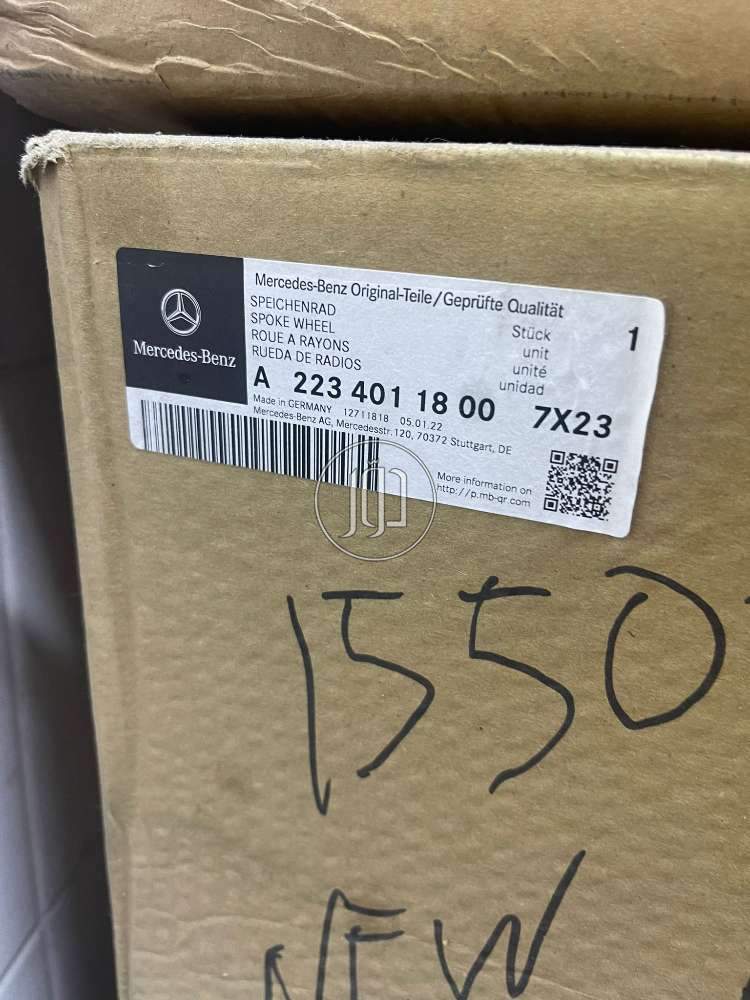 Mercedes-Benz
Mercedes-Benz Original-Teile/Geprüfte Qualität
SPEICHENRAD
SPOKE WHEEL
ROUE A RAYONS
RUEDA DE RADIOS
Stück 1
unit
unité
unidad
A 223 401 18 00 7X23
Made in GERMANY 12711818 05.01.22
Mercedes-Benz AG, Mercedesstr.120, 70372 Stuttgart, DE
More information on
http://p.mb-qr.com
1550
NEW